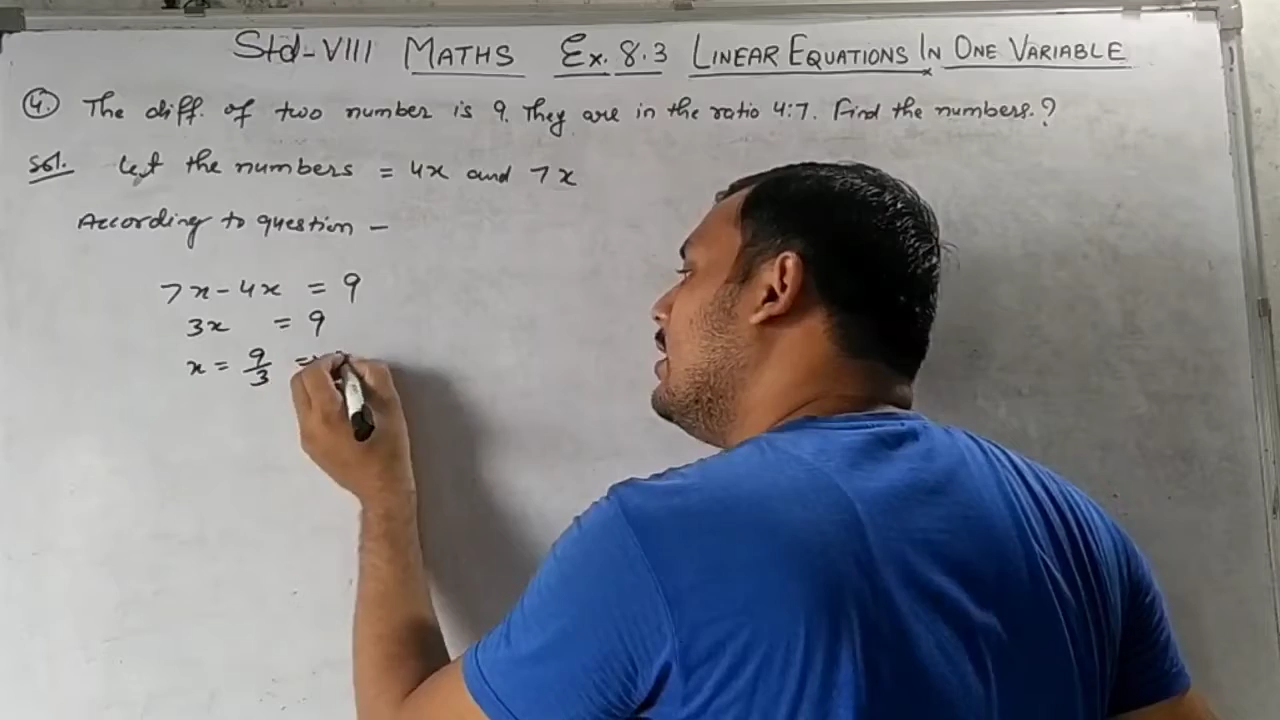 Std-VIII MATHS Ex. 8.3 LINEAR EQUATIONS IN ONE VARIABLE
4. The diff. of two number is 9. They are in the ratio 4:7. Find the numbers.?
Sol. Let the numbers = 4x and 7x
According to question -
7x - 4x = 9
3x = 9
x = 9/3 =